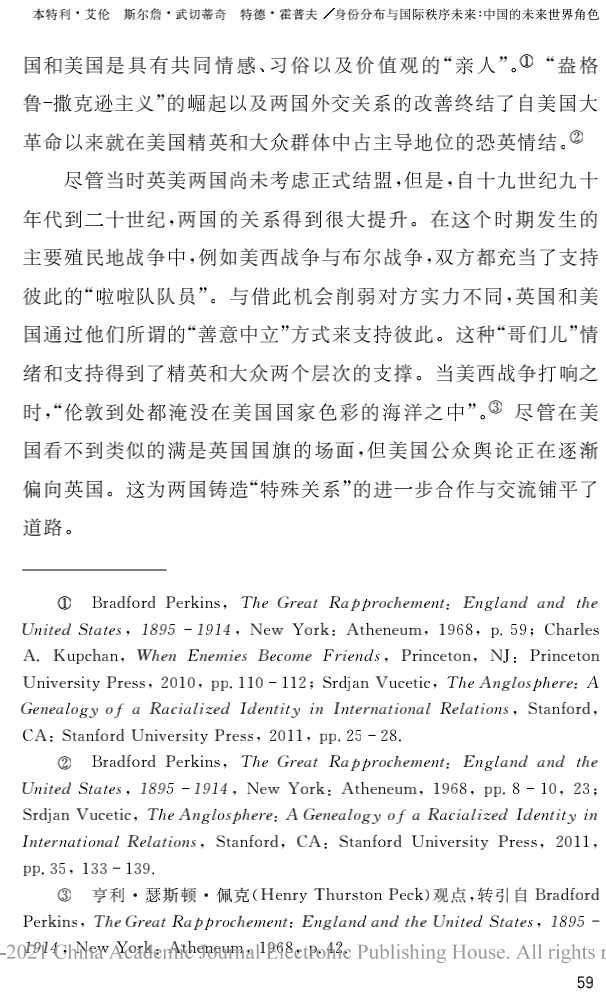 本特利·艾伦 斯尔詹·武切蒂奇 特德·霍普夫／身份分布与国际秩序未来:中国的未来世界角色
国和美国是具有共同情感、习俗以及价值观的“亲人”。① “盎格
鲁-撒克逊主义”的崛起以及两国外交关系的改善终结了自美国大
革命以来就在美国精英和大众群体中占主导地位的恐英情结。②
尽管当时英美两国尚未考虑正式结盟,但是,自十九世纪九十
年代到二十世纪,两国的关系得到很大提升。在这个时期发生的
主要殖民地战争中,例如美西战争与布尔战争,双方都充当了支持
彼此的“啦啦队队员”。与借此机会削弱对方实力不同,英国和美
国通过他们所谓的“善意中立”方式来支持彼此。这种“哥们儿”情
绪和支持得到了精英和大众两个层次的支撑。当美西战争打响之
时,“伦敦到处都淹没在美国国家色彩的海洋之中”。③ 尽管在美
国看不到类似的满是英国国旗的场面,但美国公众舆论正在逐渐
偏向英国。这为两国铸造“特殊关系”的进一步合作与交流铺平了
道路。
① Bradford Perkins, The Great Rapprochement: England and the
United States, 1895 - 1914, New York: Atheneum, 1968, p. 59; Charles
A. Kupchan, When Enemies Become Friends, Princeton, NJ: Princeton
University Press, 2010, pp. 110 - 112; Srdjan Vucetic, The Anglosphere: A
Genealogy of a Racialized Identity in International Relations, Stanford,
CA: Stanford University Press, 2011, pp. 25 - 28.
② Bradford Perkins, The Great Rapprochement: England and the
United States, 1895 - 1914, New York: Atheneum, 1968, pp. 8 - 10, 23;
Srdjan Vucetic, The Anglosphere: A Genealogy of a Racialized Identity in
International Relations, Stanford, CA: Stanford University Press, 2011,
pp. 35, 133 - 139.
③ 亨利·瑟斯顿·佩克(Henry Thurston Peck)观点,转引自 Bradford
Perkins, The Great Rapprochement: England and the United States, 1895 -
1914, New York: Atheneum, 1968, p. 42.
-2021 China Academic Journal Electronic Publishing House. All rights r
59